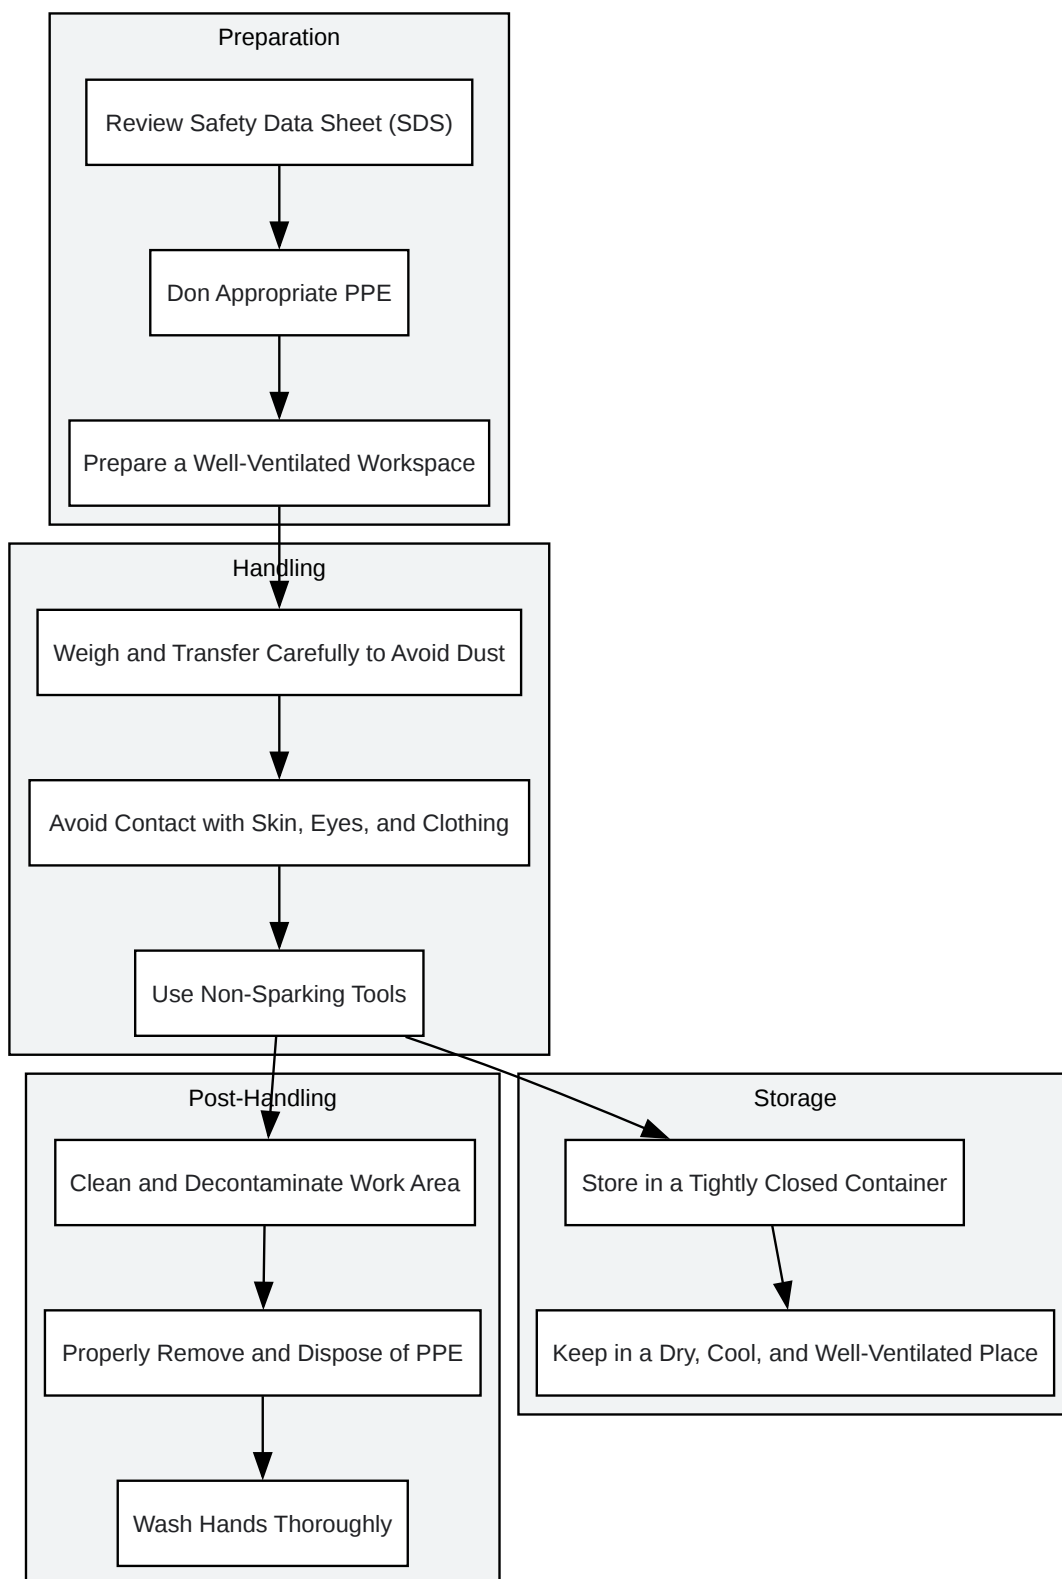 Preparation
Review Safety Data Sheet (SDS)
Don Appropriate PPE
Prepare a Well-Ventilated Workspace
Handling
Weigh and Transfer Carefully to Avoid Dust
Avoid Contact with Skin, Eyes, and Clothing
Use Non-Sparking Tools
Post-Handling
Clean and Decontaminate Work Area
Properly Remove and Dispose of PPE
Wash Hands Thoroughly
Storage
Store in a Tightly Closed Container
Keep in a Dry, Cool, and Well-Ventilated Place